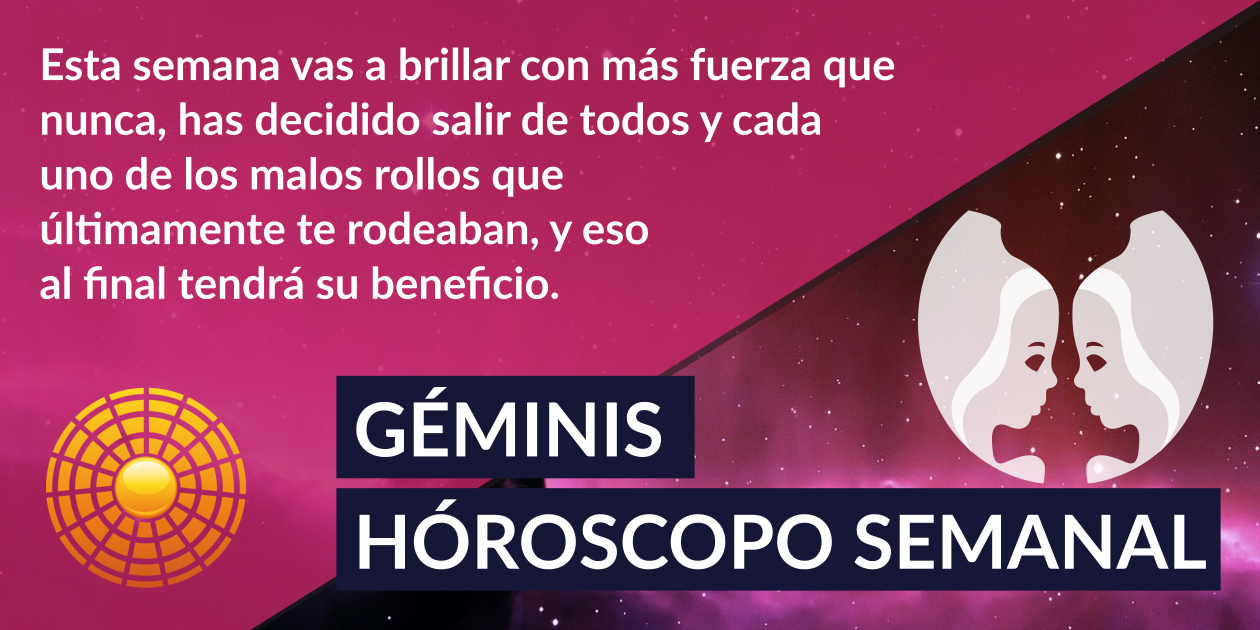 Esta semana vas a brillar con más fuerza que
nunca, has decidido salir de todos y cada
uno de los malos rollos que
últimamente te rodeaban, y eso
al final tendrá su beneficio.
GÉMINIS
HÓROSCOPO SEMANAL